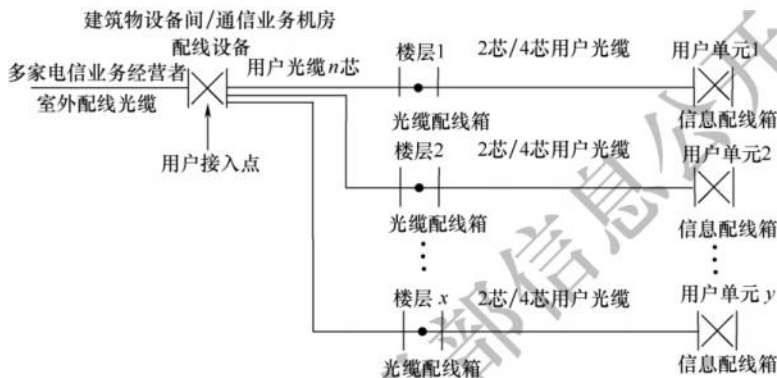 建筑物设备间/通信业务机房
配线设备
多家电信业务经营者
室外配线光缆
用户接入点
用户光缆n芯
楼层1
2芯/4芯用户光缆
用户单元1
光缆配线箱
信息配线箱
楼层2
2芯/4芯用户光缆
用户单元2
光缆配线箱
信息配线箱
楼层 x
2芯/4芯用户光缆
用户单元 y
光缆配线箱
信息配线箱
部信息公开